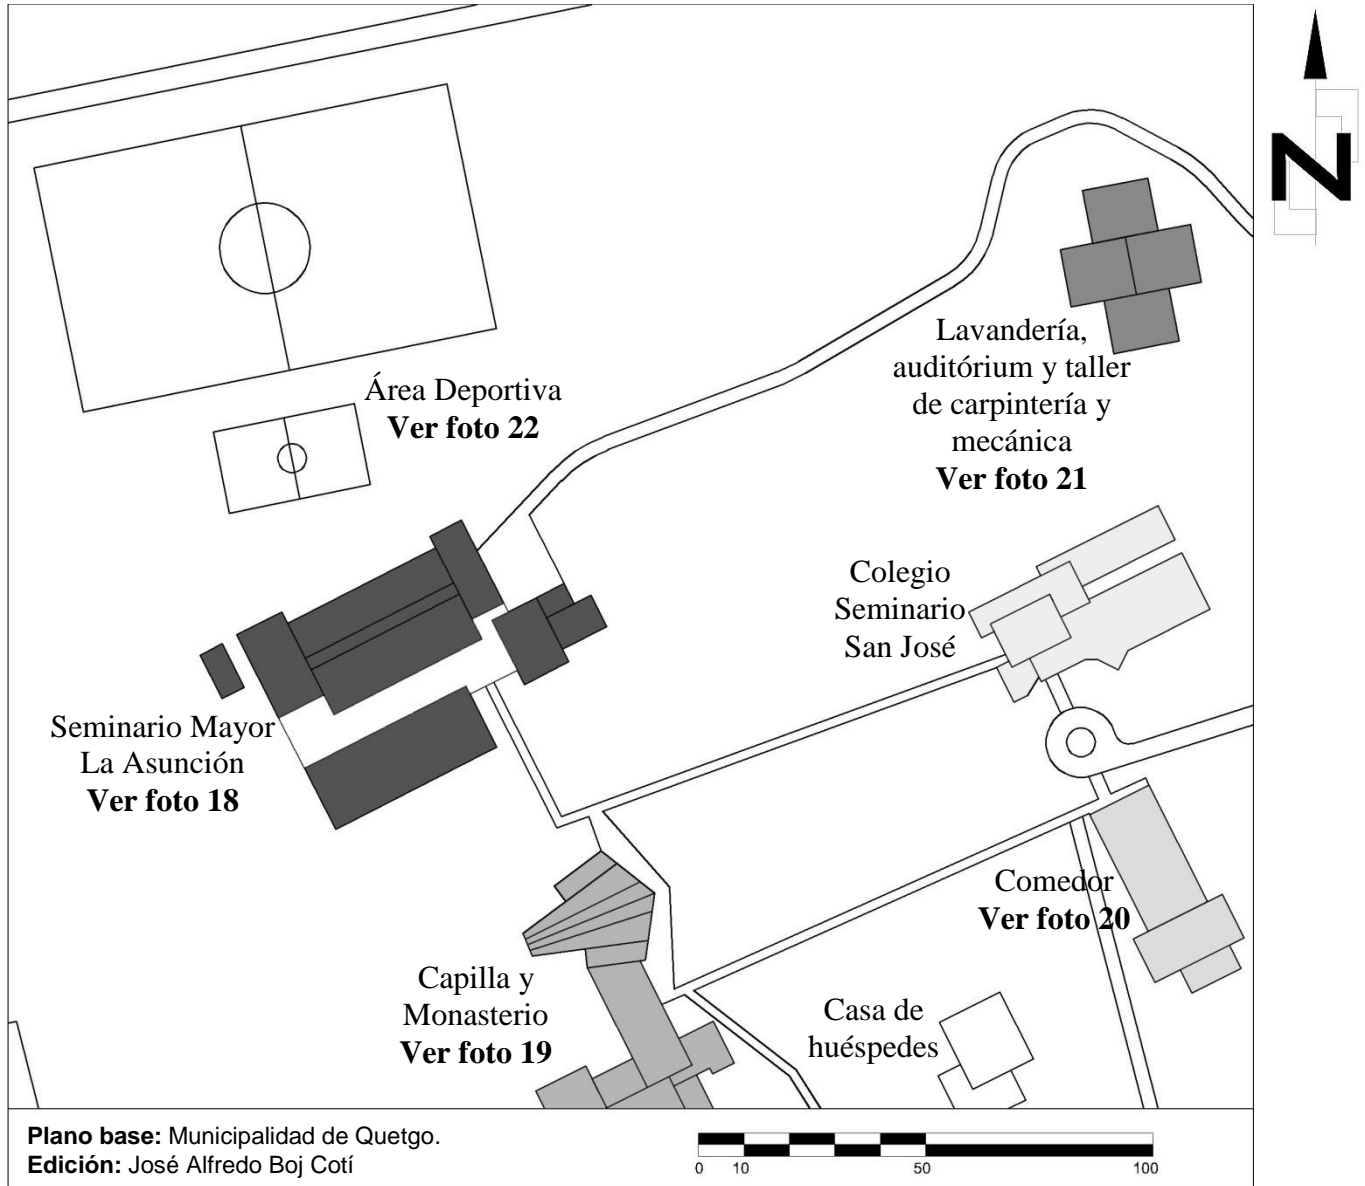 N
Área Deportiva
Ver foto 22
Lavandería,
auditórium y taller
de carpintería y
mecánica
Ver foto 21
Colegio
Seminario
San José
Seminario Mayor
La Asunción
Ver foto 18
Comedor
Ver foto 20
Capilla y
Monasterio
Ver foto 19
Casa de
huéspedes
Plano base: Municipalidad de Quetgo.
Edición: José Alfredo Boj Cotí
0 10 50 100